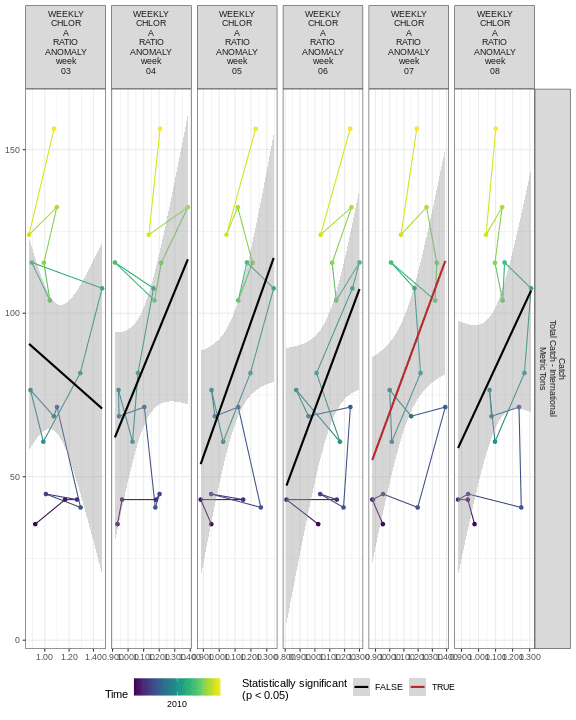 WEEKLY CHLOR A RATIO ANOMALY week 03
WEEKLY CHLOR A RATIO ANOMALY week 04
WEEKLY CHLOR A RATIO ANOMALY week 05
WEEKLY CHLOR A RATIO ANOMALY week 06
WEEKLY CHLOR A RATIO ANOMALY week 07
WEEKLY CHLOR A RATIO ANOMALY week 08
150
100
50
0
Catch
Total Catch - International
Metric Tons
1.00 1.20 1.40
Time
2010
Statistically significant
(p < 0.05)
FALSE
TRUE